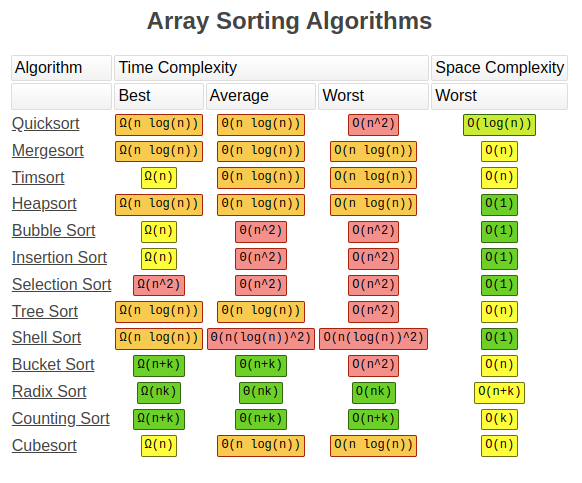 Array Sorting Algorithms
Algorithm Time Complexity Space Complexity
Best Average Worst Worst
Quicksort Ω(n log(n)) Θ(n log(n)) O(n^2) O(log(n))
Mergesort Ω(n log(n)) Θ(n log(n)) O(n log(n)) O(n)
Timsort Ω(n) Θ(n log(n)) O(n log(n)) O(n)
Heapsort Ω(n log(n)) Θ(n log(n)) O(n log(n)) O(1)
Bubble Sort Ω(n) Θ(n^2) O(n^2) O(1)
Insertion Sort Ω(n) Θ(n^2) O(n^2) O(1)
Selection Sort Ω(n^2) Θ(n^2) O(n^2) O(1)
Tree Sort Ω(n log(n)) Θ(n log(n)) O(n^2) O(n)
Shell Sort Ω(n log(n)) Θ(n(log(n))^2) O(n(log(n))^2) O(1)
Bucket Sort Ω(n+k) Θ(n+k) O(n^2) O(n)
Radix Sort Ω(nk) Θ(nk) O(nk) O(n+k)
Counting Sort Ω(n+k) Θ(n+k) O(n+k) O(k)
Cubesort Ω(n) Θ(n log(n)) O(n log(n)) O(n)